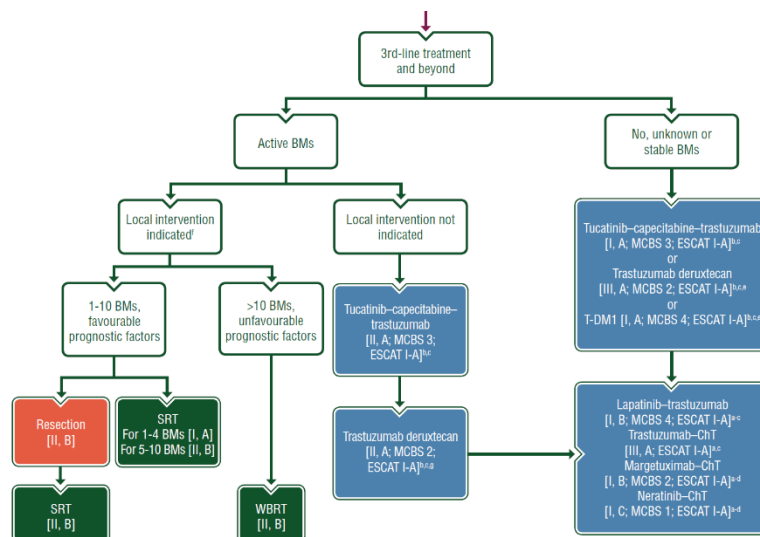 3rd-line treatment
and beyond
Active BMs
No, unknown or
stable BMs
Local intervention
indicatedᶠ
Local intervention not
indicated
1-10 BMs,
favourable
prognostic factors
>10 BMs,
unfavourable
prognostic factors
Tucatinib–capecitabine–
trastuzumab
[II, A; MCBS 3;
ESCAT I-A]ᵇ,ᶜ
Tucatinib–capecitabine–trastuzumab
[I, A; MCBS 3; ESCAT I-A]ᵇ,ᶜ
or
Trastuzumab deruxtecan
[III, A; MCBS 2; ESCAT I-A]ᵇ,ᶜ,ᵉ
or
T-DM1 [I, A; MCBS 4; ESCAT I-A]ᵇ,ᶜ,ᵉ
Resection
[II, B]
SRT
For 1-4 BMs [I, A]
For 5-10 BMs [II, B]
SRT
[II, B]
WBRT
[II, B]
Trastuzumab deruxtecan
[II, A; MCBS 2;
ESCAT I-A]ᵇ,ᶜ,ᵍ
Lapatinib–trastuzumab
[I, B; MCBS 4; ESCAT I-A]ᵃ⁻ᶜ
Trastuzumab–ChT
[III, A; ESCAT I-A]ᵃ,ᶜ
Margetuximab–ChT
[I, B; MCBS 2; ESCAT I-A]ᵃ⁻ᵈ
Neratinib–ChT
[I, C; MCBS 1; ESCAT I-A]ᵃ⁻ᵈ